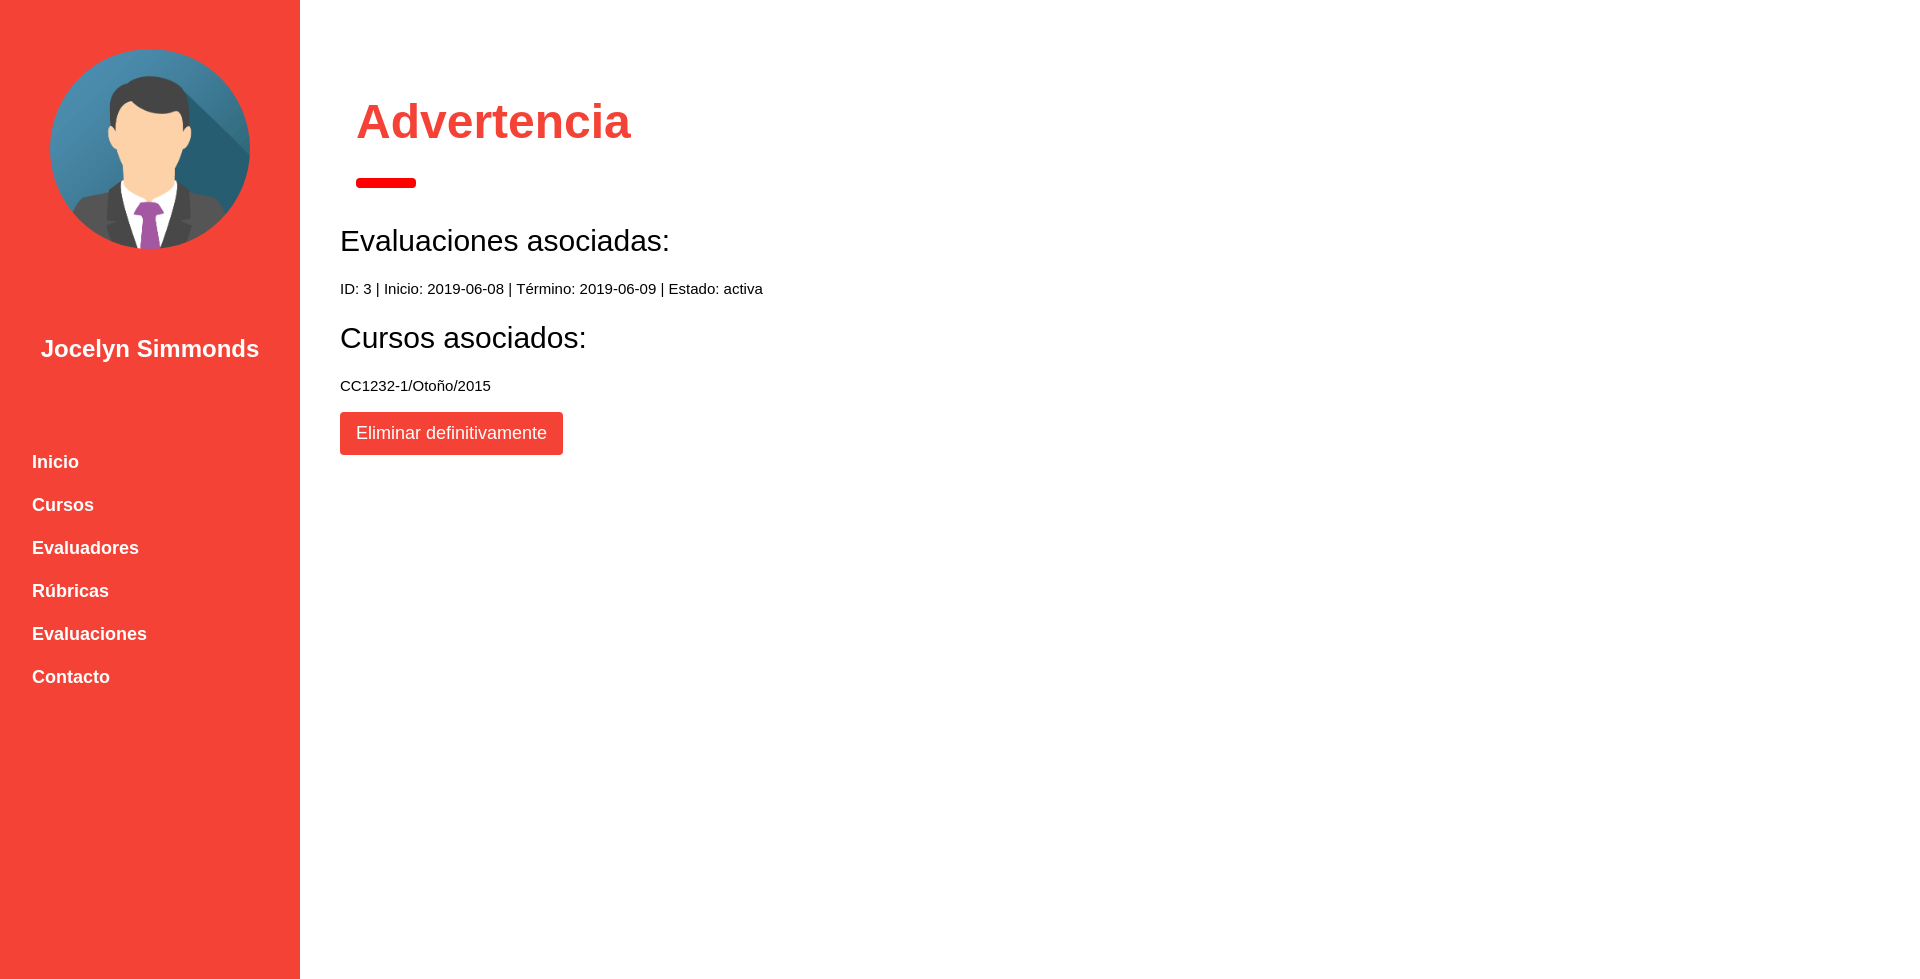 Jocelyn Simmonds
Inicio
Cursos
Evaluadores
Rúbricas
Evaluaciones
Contacto
Advertencia
Evaluaciones asociadas:
ID: 3 | Inicio: 2019-06-08 | Término: 2019-06-09 | Estado: activa
Cursos asociados:
CC1232-1/Otoño/2015
Eliminar definitivamente